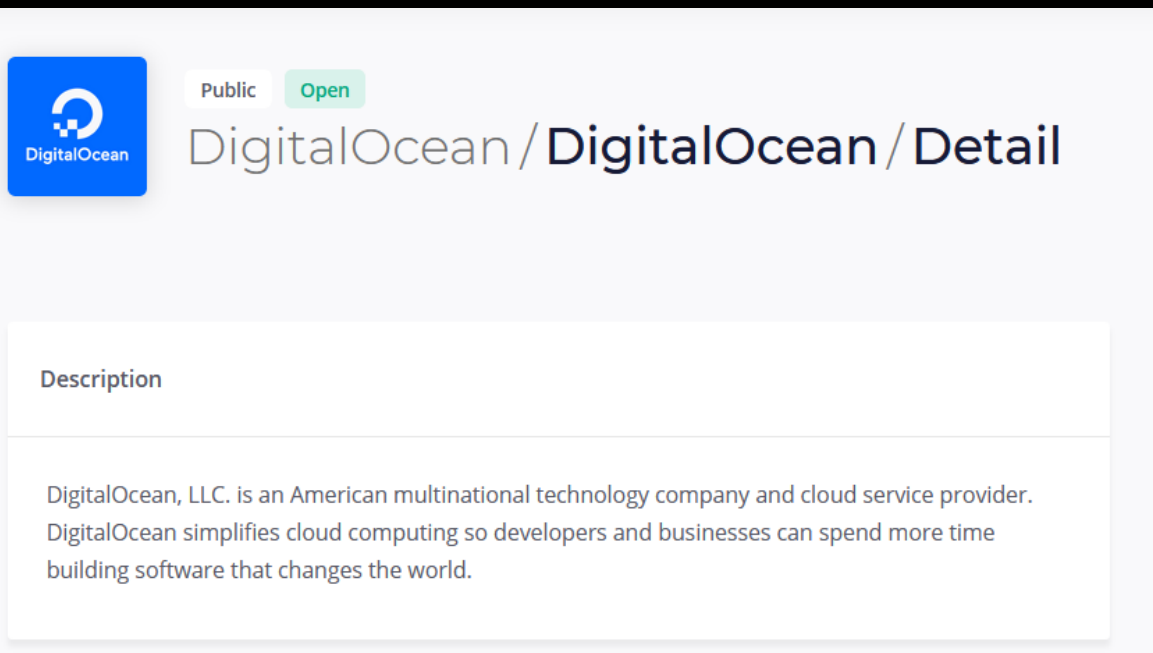 DigitalOcean
Public Open
DigitalOcean / DigitalOcean / Detail
Description
DigitalOcean, LLC. is an American multinational technology company and cloud service provider.
DigitalOcean simplifies cloud computing so developers and businesses can spend more time
building software that changes the world.